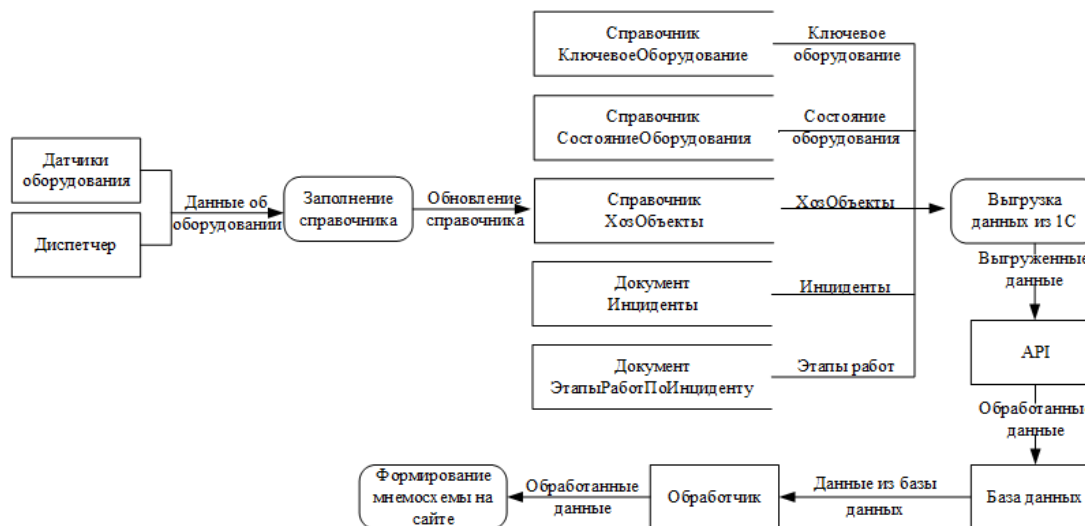 Справочник
КлючевоеОборудование
Ключевое
оборудование
Справочник
СостояниеОборудования
Состояние
оборудования
Датчики
оборудования
Диспетчер
Данные об
оборудовании
Заполнение
справочника
Обновление
справочника
Справочник
ХозОбъекты
ХозОбъекты
Выгрузка
данных из 1С
Выгруженные
данные
Документ
Инциденты
Инциденты
API
Документ
ЭтапыРаботПоИнциденту
Этапы работ
Обработанные
данные
Формирование
мнемосхемы на
сайте
Обработанные
данные
Обработчик
Данные из базы
данных
База данных